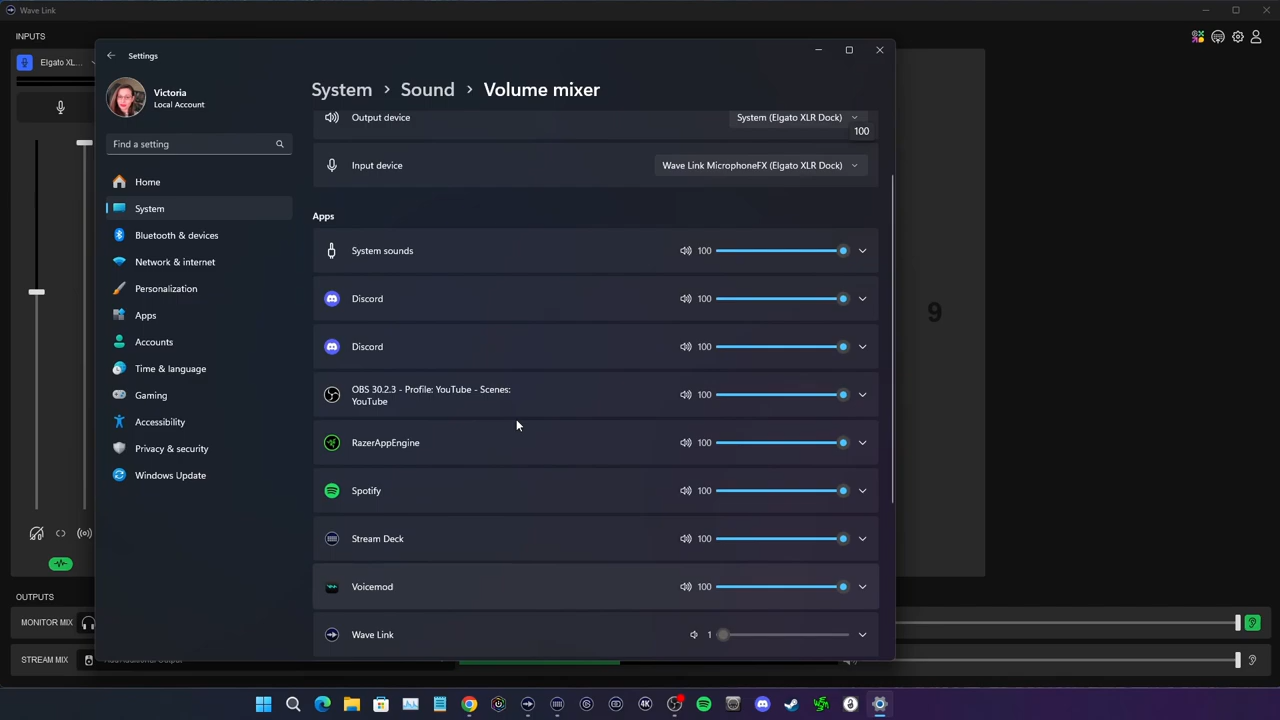 Wave Link
INPUTS
Elgato XL...
Settings
Victoria
Local Account
Find a setting
Home
System
Bluetooth & devices
Network & internet
Personalization
Apps
Accounts
Time & language
Gaming
Accessibility
Privacy & security
Windows Update
System > Sound > Volume mixer
Output device
System (Elgato XLR Dock)
100
Input device
Wave Link MicrophoneFX (Elgato XLR Dock)
Apps
System sounds
100
Discord
100
Discord
100
OBS 30.2.3 - Profile: YouTube - Scenes:
YouTube
100
RazerAppEngine
100
Spotify
100
Stream Deck
100
Voicemod
100
Wave Link
1
9
OUTPUTS
MONITOR MIX
STREAM MIX
4K